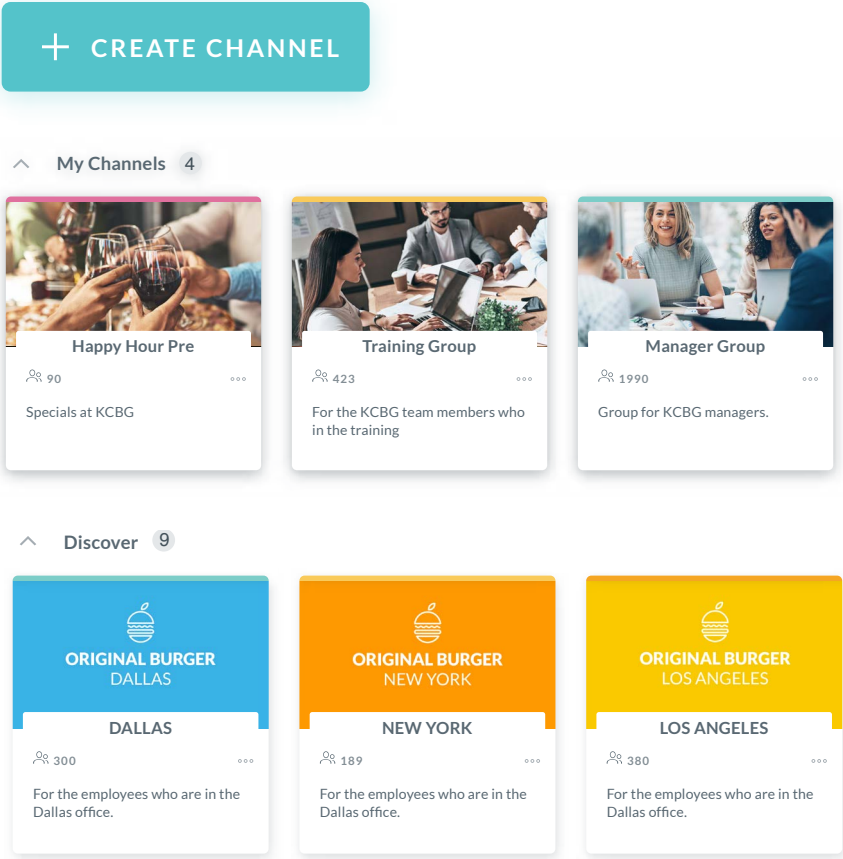 CREATE CHANNEL
My Channels 4
Happy Hour Pre
90
Specials at KCBG
Training Group
423
For the KCBG team members who
in the training
Manager Group
1990
Group for KCBG managers.
Discover 9
ORIGINAL BURGER
DALLAS
DALLAS
300
For the employees who are in the
Dallas office.
ORIGINAL BURGER
NEW YORK
NEW YORK
189
For the employees who are in the
Dallas office.
ORIGINAL BURGER
LOS ANGELES
LOS ANGELES
380
For the employees who are in the
Dallas office.